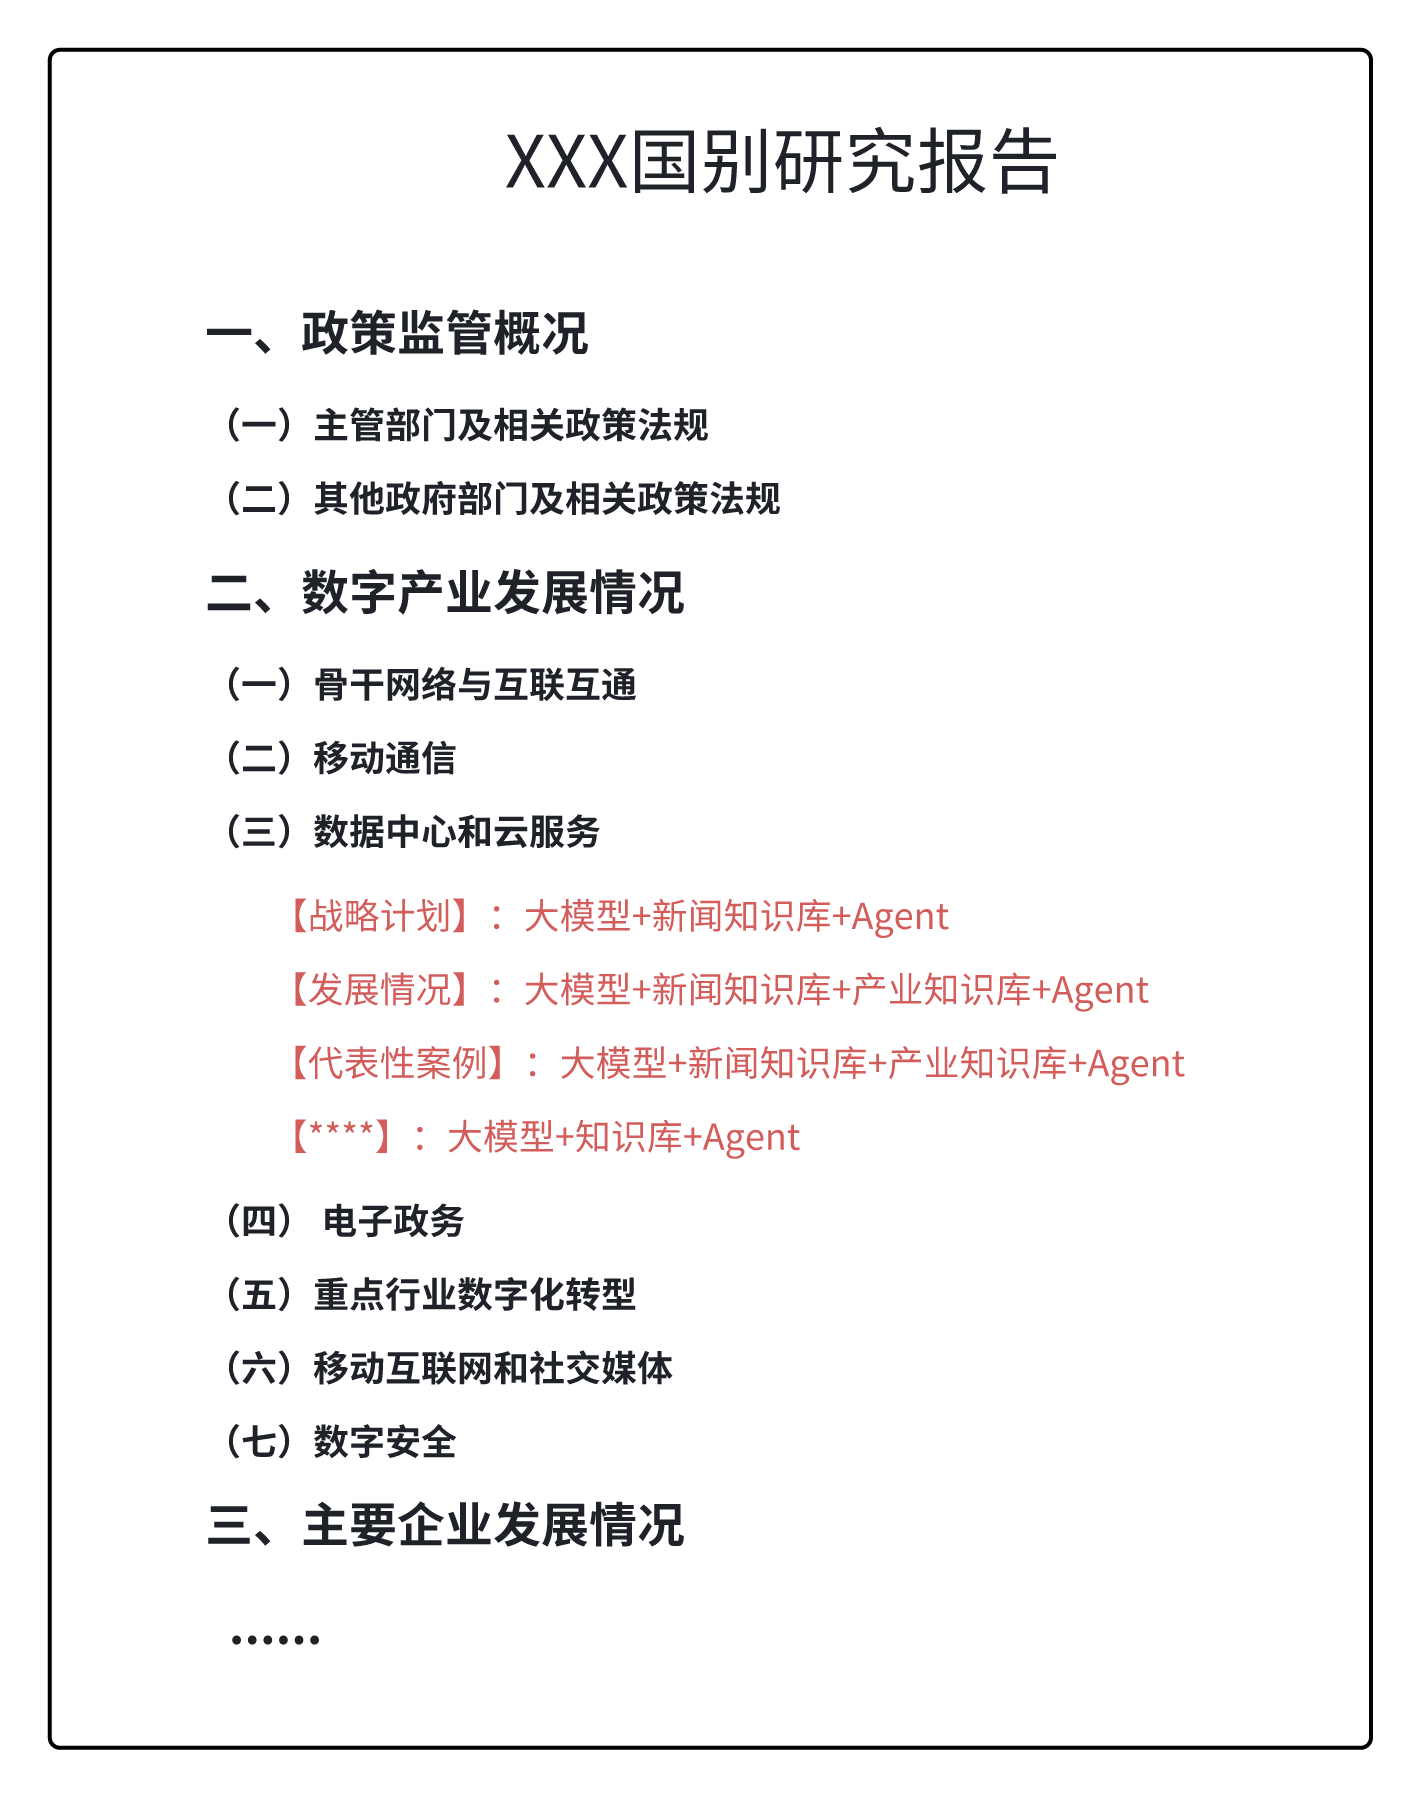 XXX国别研究报告
一、政策监管概况
（一）主管部门及相关政策法规
（二）其他政府部门及相关政策法规
二、数字产业发展情况
（一）骨干网络与互联互通
（二）移动通信
（三）数据中心和云服务
【战略计划】：大模型+新闻知识库+Agent
【发展情况】：大模型+新闻知识库+产业知识库+Agent
【代表性案例】：大模型+新闻知识库+产业知识库+Agent
【****】：大模型+知识库+Agent
（四） 电子政务
（五）重点行业数字化转型
（六）移动互联网和社交媒体
（七）数字安全
三、主要企业发展情况
......